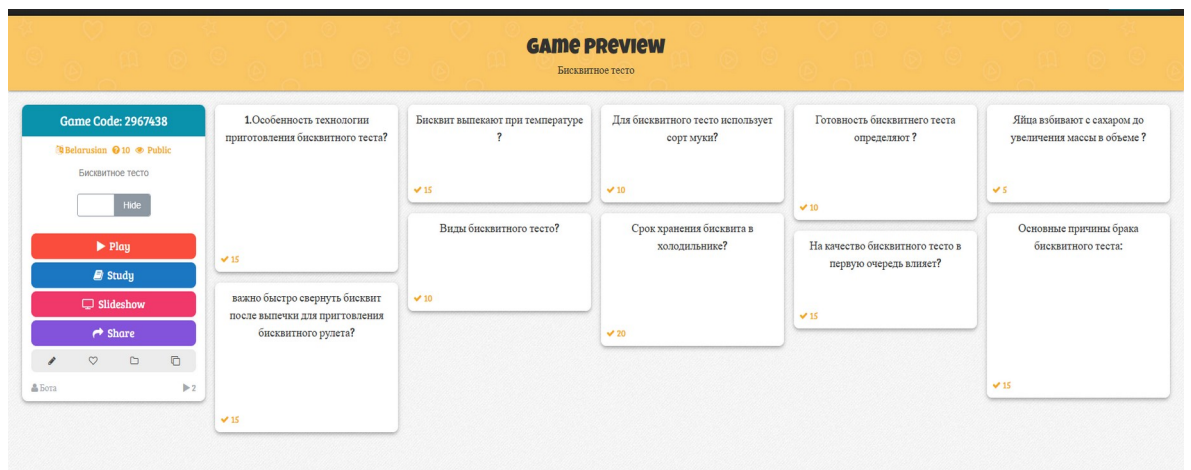 GAME PREVIEW
Бисквитное тесто
Game Code: 2967438
Belarusian 10 Public
Бисквитное тесто
Hide
Play
Study
Slideshow
Share
Бота
2
1.Особенность технологии
приготовления бисквитного теста?
15
важно быстро свернуть бисквит
после выпечки для пригтовления
бисквитного рулета?
15
Бисквит выпекают при температуре
?
15
Виды бисквитного тесто?
10
Для бисквитного тесто использует
сорт муки?
10
Срок хранения бисквита в
холодильнике?
20
Готовность бисквитнего теста
определяют ?
10
На качество бисквитного тесто в
первую очередь влияет?
15
Яйца взбивают с сахаром до
увеличения массы в объеме ?
5
Основные причины брака
бисквитного теста:
15